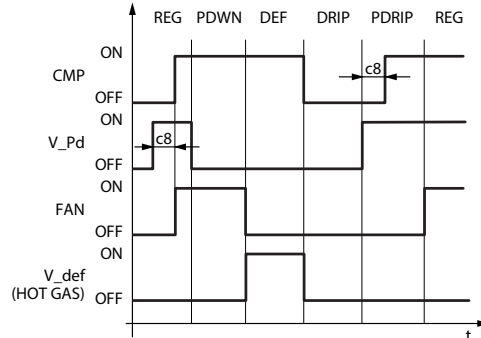 REG PDWN DEF DRIP PDRIP REG
ON
CMP
c8
OFF
ON
V_Pd
c8
OFF
ON
FAN
OFF
ON
V_def
(HOT GAS) OFF
t